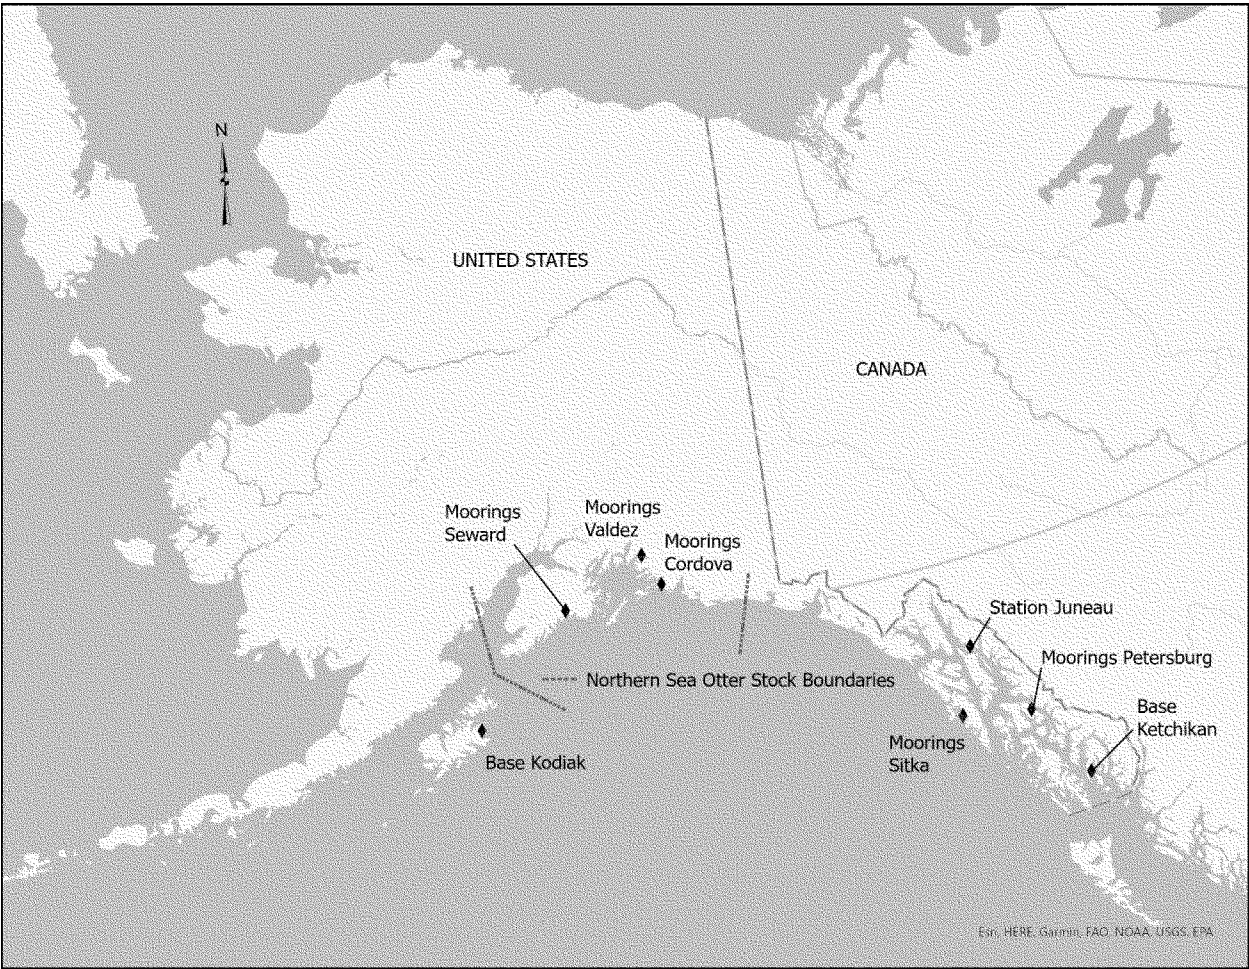 N
UNITED STATES
CANADA
Moorings
Seward
Moorings
Valdez
Moorings
Cordova
Station Juneau
Moorings Petersburg
Northern Sea Otter Stock Boundaries
Base
Ketchikan
Moorings
Sitka
Base Kodiak
Esri, HERE, Garmin, FAO, NOAA, USGS, EPA